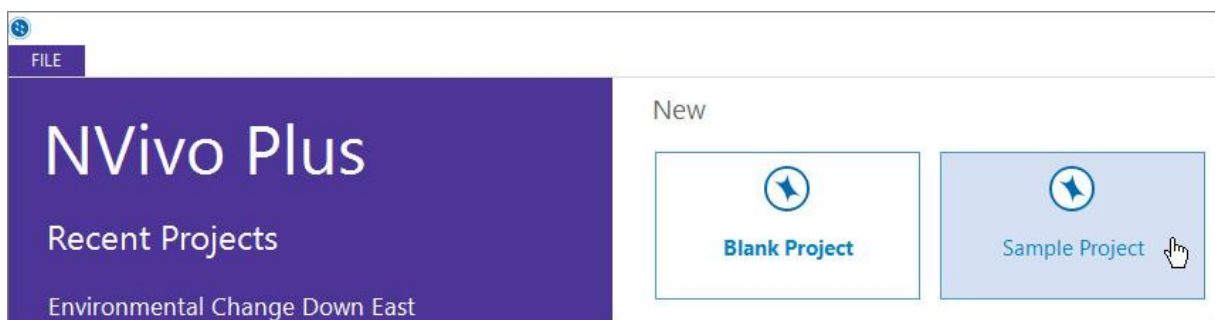 FILE
NVivo Plus
Recent Projects
Environmental Change Down East
New
Blank Project
Sample Project